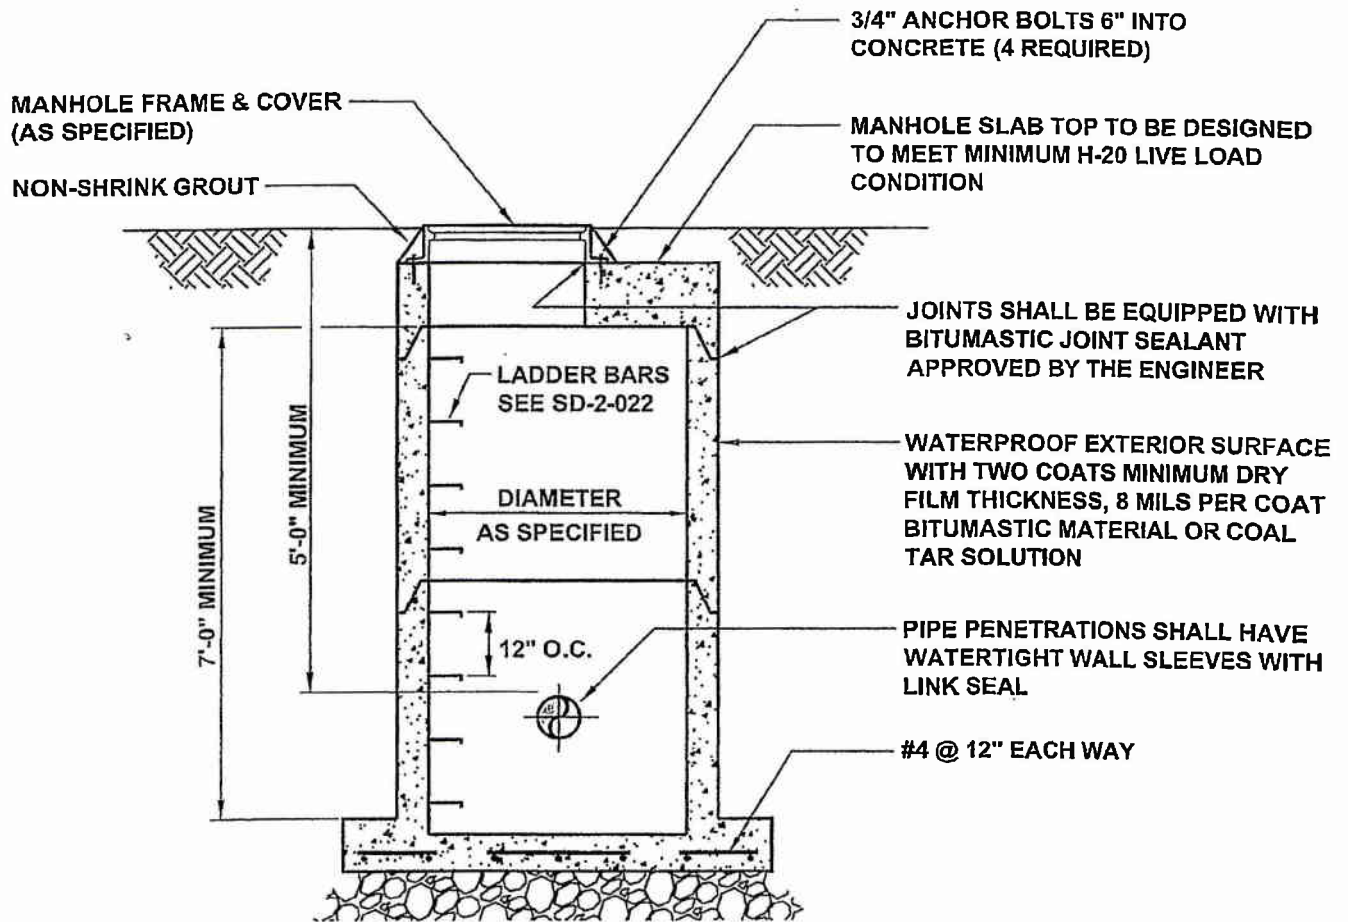 3/4" ANCHOR BOLTS 6" INTO
CONCRETE (4 REQUIRED)
MANHOLE FRAME & COVER
(AS SPECIFIED)
MANHOLE SLAB TOP TO BE DESIGNED
TO MEET MINIMUM H-20 LIVE LOAD
CONDITION
NON-SHRINK GROUT
JOINTS SHALL BE EQUIPPED WITH
BITUMASTIC JOINT SEALANT
APPROVED BY THE ENGINEER
LADDER BARS
SEE SD-2-022
WATERPROOF EXTERIOR SURFACE
WITH TWO COATS MINIMUM DRY
FILM THICKNESS, 8 MILS PER COAT
BITUMASTIC MATERIAL OR COAL
TAR SOLUTION
DIAMETER
AS SPECIFIED
5'-0" MINIMUM
7'-0" MINIMUM
12" O.C.
PIPE PENETRATIONS SHALL HAVE
WATERTIGHT WALL SLEEVES WITH
LINK SEAL
#4 @ 12" EACH WAY